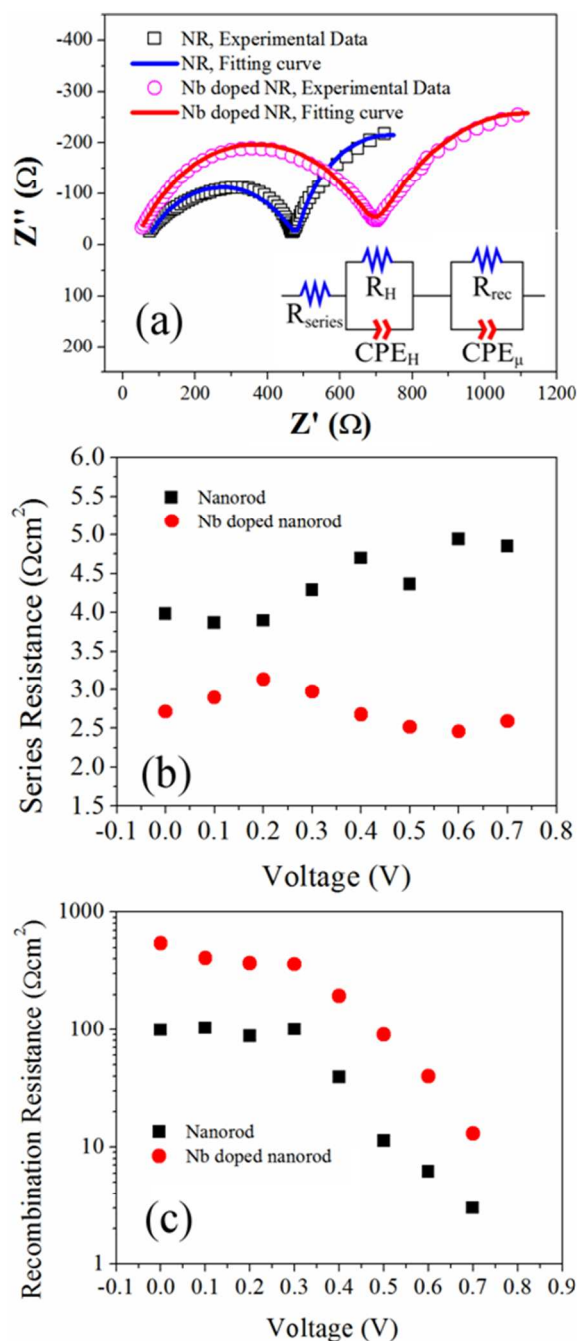 -400
-300
-200
-100
0
100
200
0 200 400 600 800 1000 1200
Z'' (Ω)
Z' (Ω)
NR, Experimental Data
NR, Fitting curve
Nb doped NR, Experimental Data
Nb doped NR, Fitting curve
(a)
R_series
R_H
CPE_H
R_rec
CPE_μ
6.0
5.5
5.0
4.5
4.0
3.5
3.0
2.5
2.0
1.5
-0.1 0.0 0.1 0.2 0.3 0.4 0.5 0.6 0.7 0.8
Series Resistance (Ωcm²)
Voltage (V)
Nanorod
Nb doped nanorod
(b)
1000
100
10
1
-0.1 0.0 0.1 0.2 0.3 0.4 0.5 0.6 0.7 0.8
Recombination Resistance (Ωcm²)
Voltage (V)
Nanorod
Nb doped nanorod
(c)